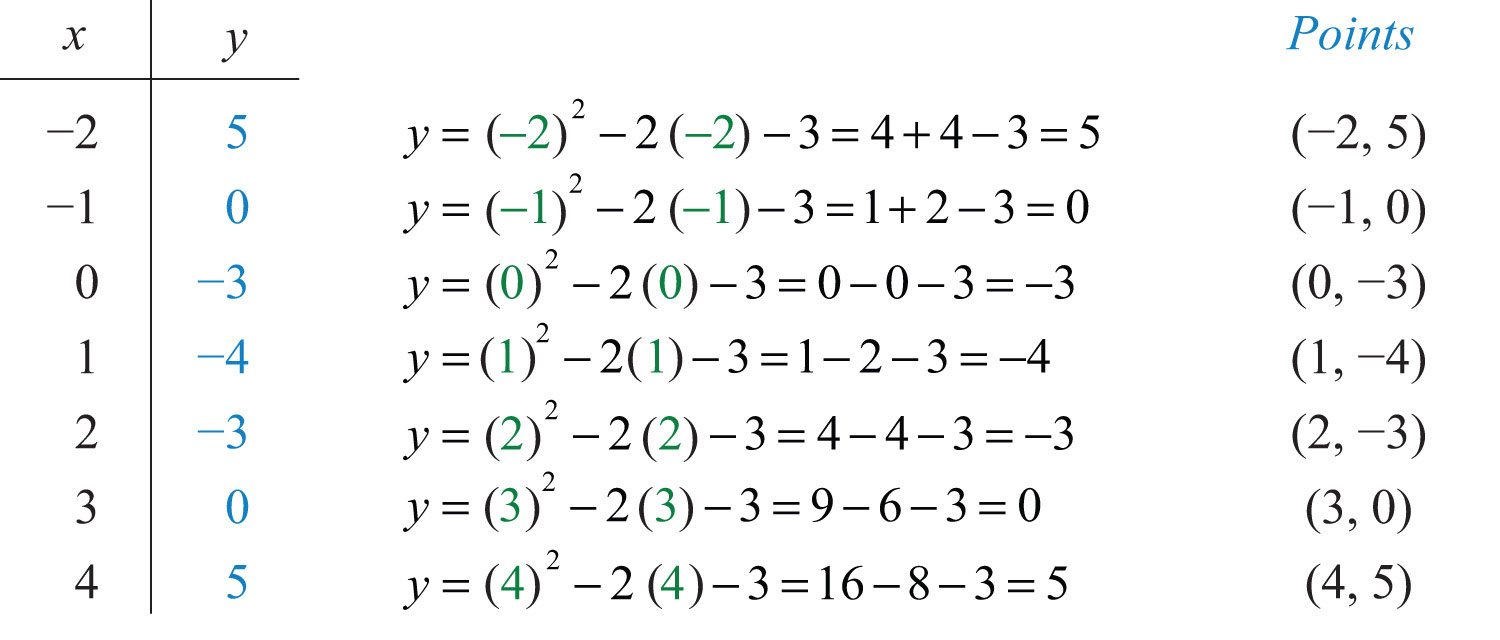 x y Points
−2 5 y = (−2)² − 2 (−2) − 3 = 4 + 4 − 3 = 5 (−2, 5)
−1 0 y = (−1)² − 2 (−1) − 3 = 1 + 2 − 3 = 0 (−1, 0)
0 −3 y = (0)² − 2 (0) − 3 = 0 − 0 − 3 = −3 (0, −3)
1 −4 y = (1)² − 2(1) − 3 = 1 − 2 − 3 = −4 (1, −4)
2 −3 y = (2)² − 2 (2) − 3 = 4 − 4 − 3 = −3 (2, −3)
3 0 y = (3)² − 2 (3) − 3 = 9 − 6 − 3 = 0 (3, 0)
4 5 y = (4)² − 2 (4) − 3 = 16 − 8 − 3 = 5 (4, 5)